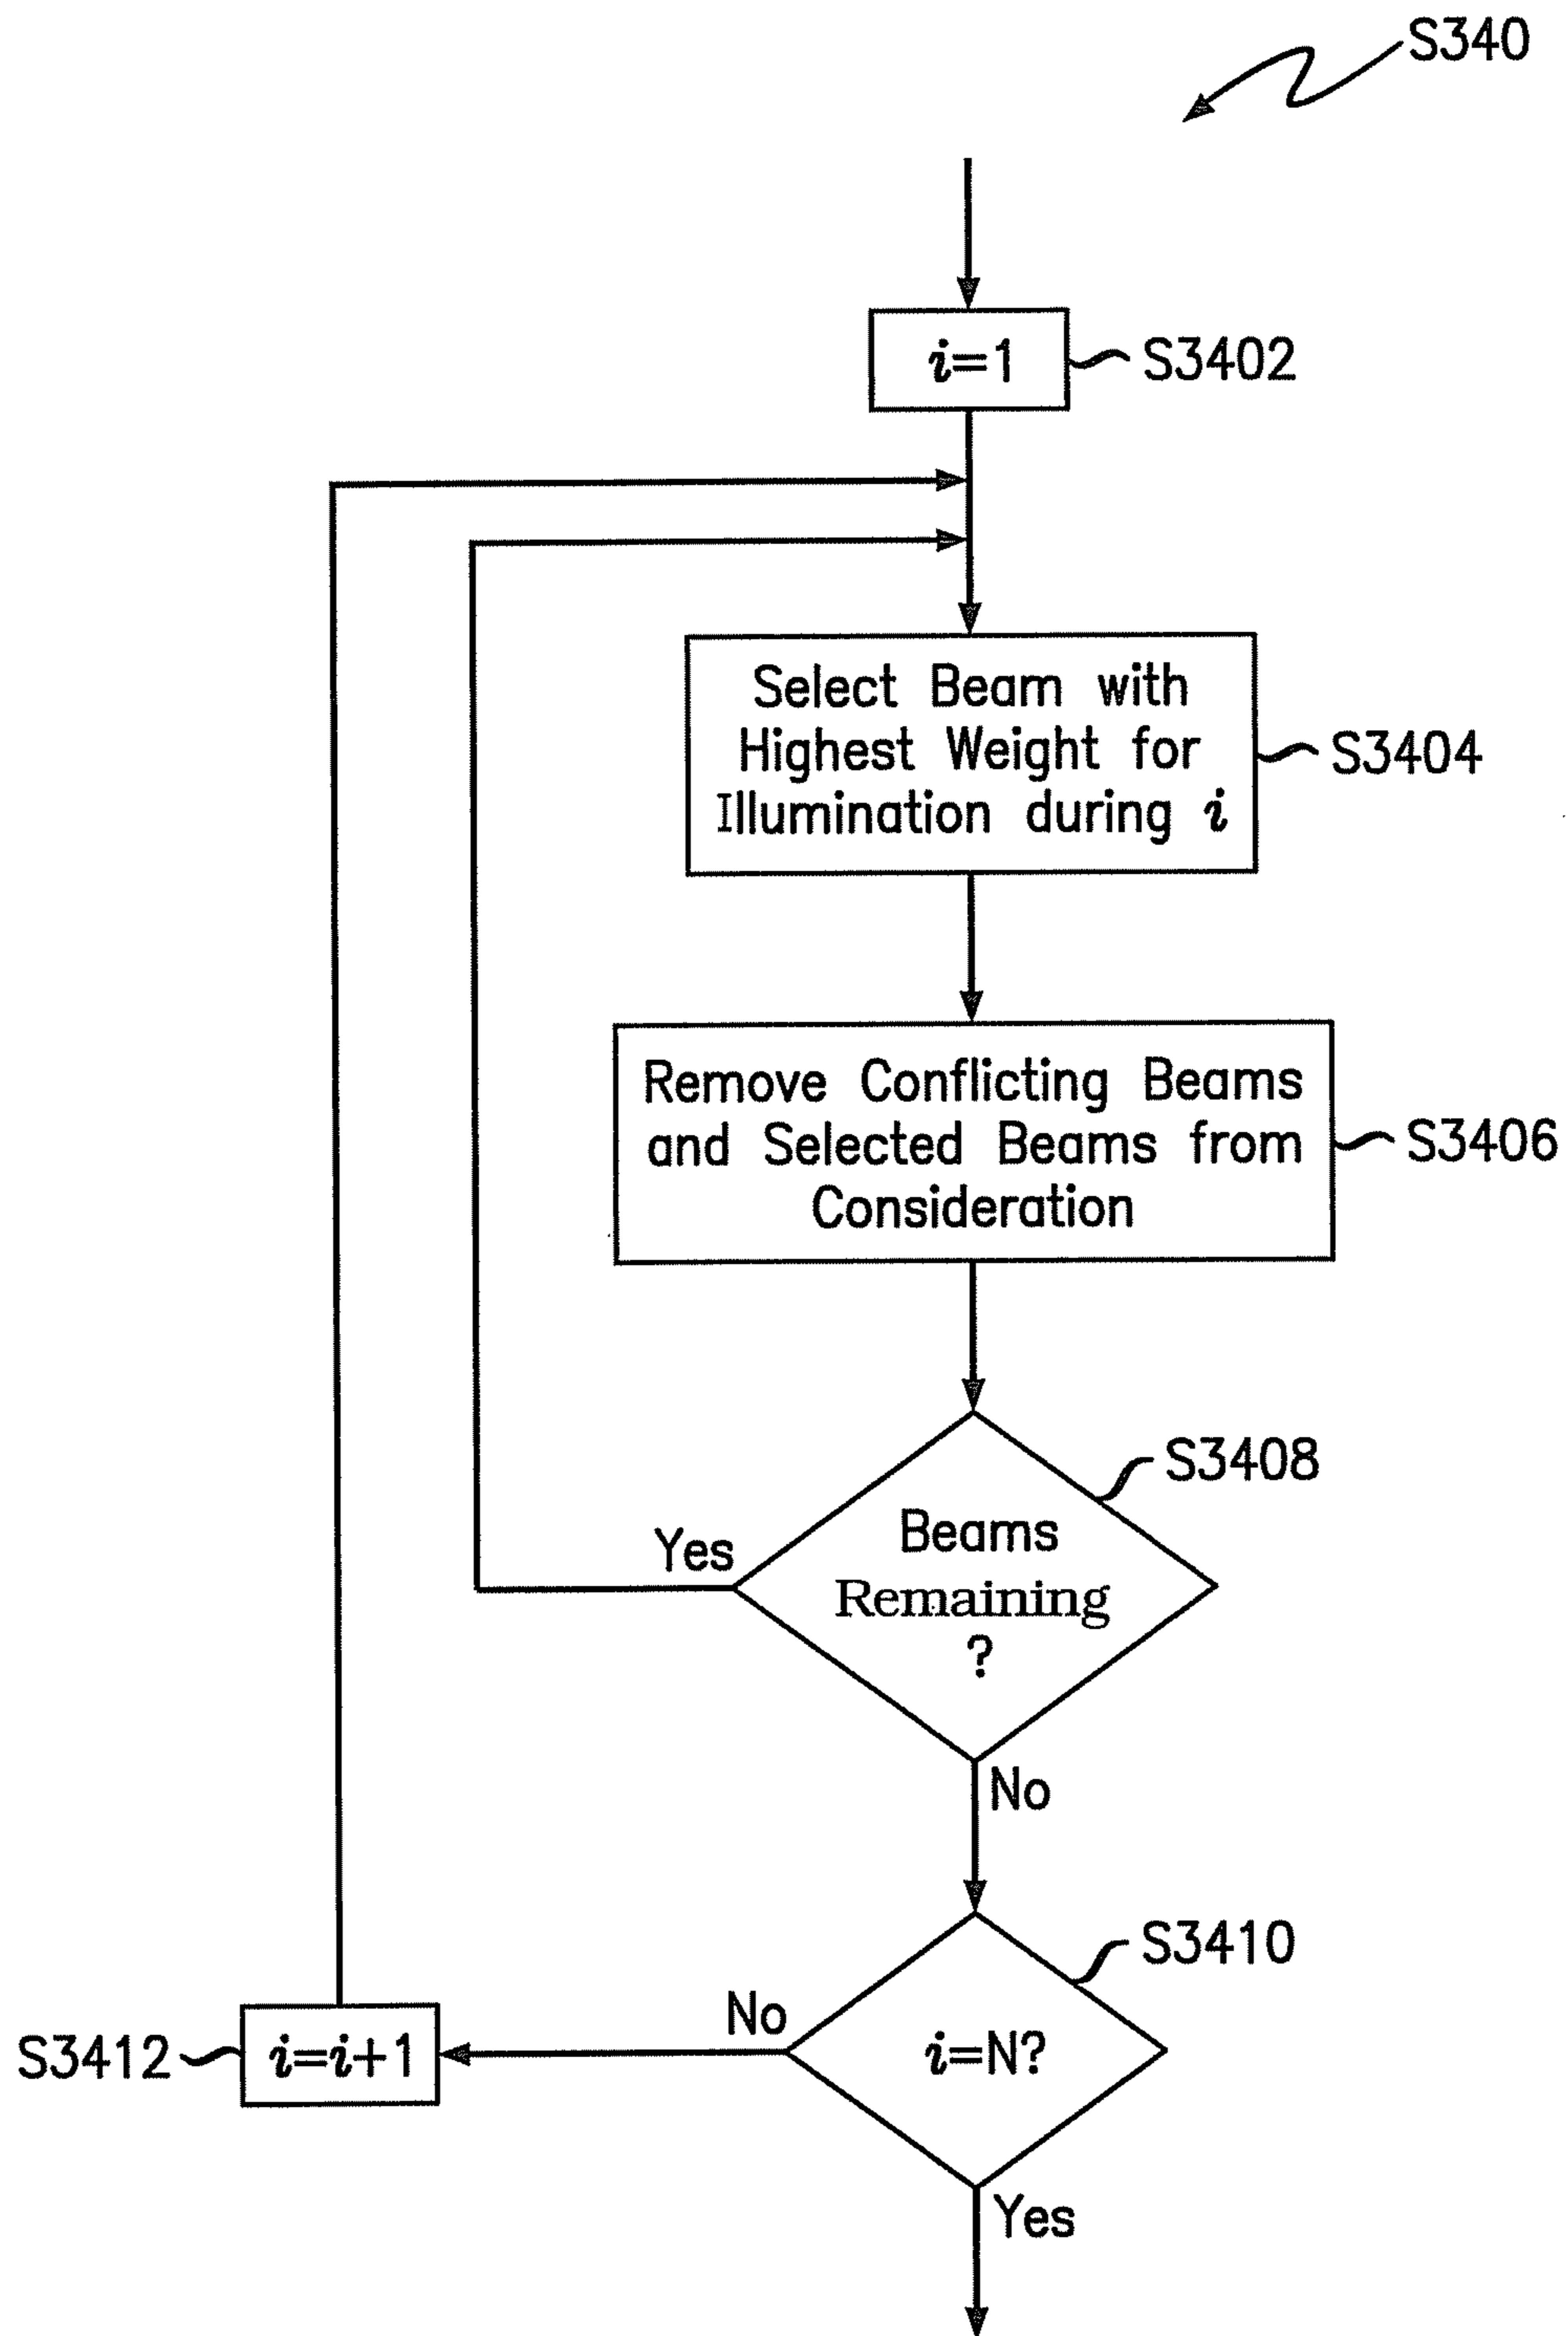 S340
i=1
S3402
Select Beam with
Highest Weight for
Illumination during i
S3404
Remove Conflicting Beams
and Selected Beams from
Consideration
S3406
S3408
Beams
Remaining
?
Yes
No
S3410
i=N?
No
S3412
i=i+1
Yes